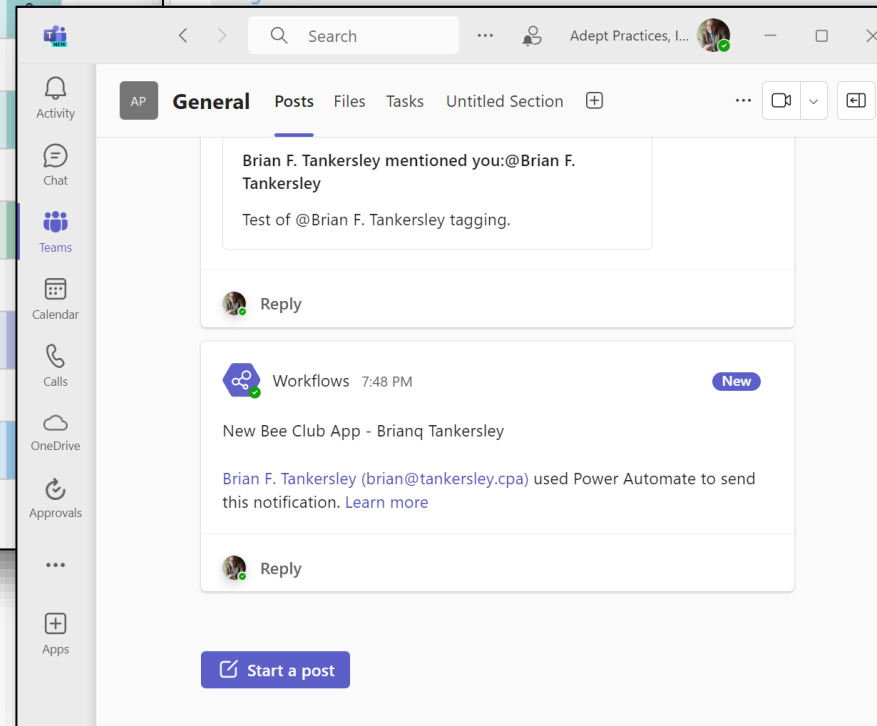 NEW
Search
Adept Practices, I...
Activity
Chat
Teams
Calendar
Calls
OneDrive
Approvals
Apps
AP
General
Posts
Files
Tasks
Untitled Section
Brian F. Tankersley mentioned you:@Brian F.
Tankersley
Test of @Brian F. Tankersley tagging.
Reply
Workflows 7:48 PM
New
New Bee Club App - Brianq Tankersley
Brian F. Tankersley (brian@tankersley.cpa) used Power Automate to send
this notification. Learn more
Reply
Start a post